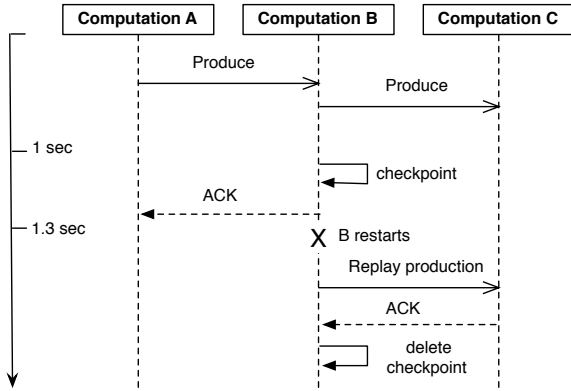 Computation A
Computation B
Computation C
Produce
Produce
1 sec
checkpoint
ACK
1.3 sec
X
B restarts
Replay production
ACK
delete
checkpoint